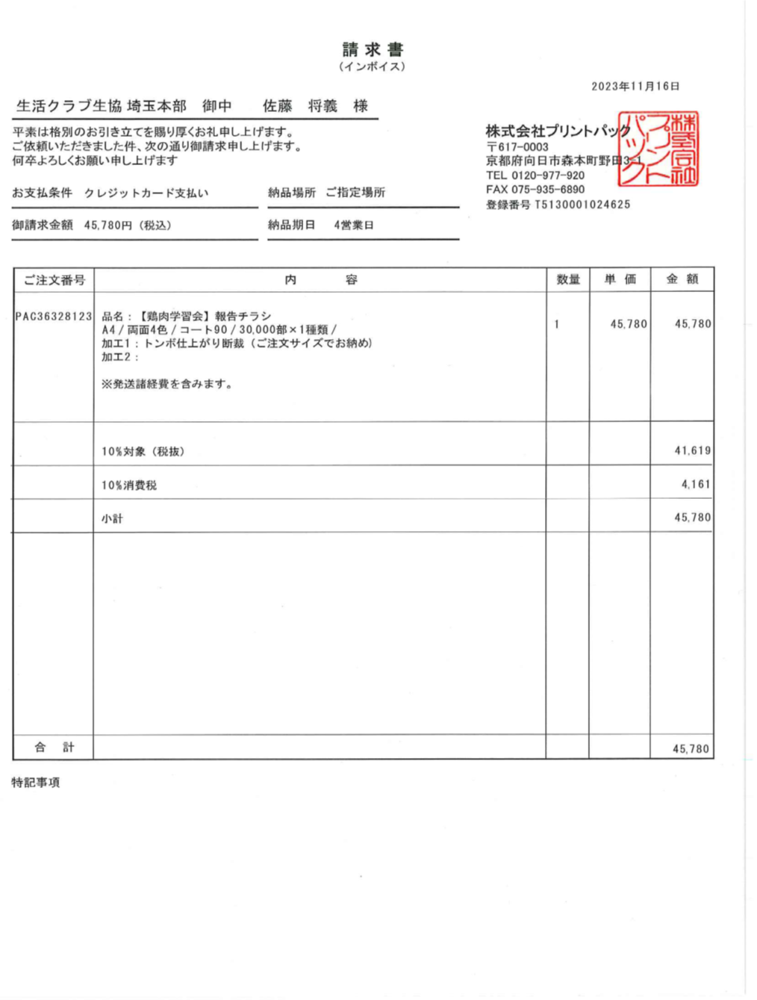 請求書
（インボイス）
2023年11月16日
生活クラブ生協 埼玉本部　御中　　佐藤　将義　様
平素は格別のお引き立てを賜り厚くお礼申し上げます。
ご依頼いただきました件、次の通り御請求申し上げます。
何卒よろしくお願い申し上げます
株式会社プリントパック
〒617-0003
京都府向日市森本町野田3-1
TEL 0120-977-920
FAX 075-935-6890
登録番号 T5130001024625
株式会社プリントパック
お支払条件　クレジットカード支払い　納品場所　ご指定場所
御請求金額　45,780円（税込）　納品期日　4営業日
ご注文番号　内　容　数量　単価　金額
PAC36328123　品名：【鶏肉学習会】報告チラシ
A4 / 両面4色 / コート90 / 30,000部×1種類 /
1　45,780　45,780
加工1：トンボ仕上がり断裁（ご注文サイズでお納め）
加工2：
※発送諸経費を含みます。
10%対象（税抜）　41,619
10%消費税　4,161
小計　45,780
合　計　45,780
特記事項